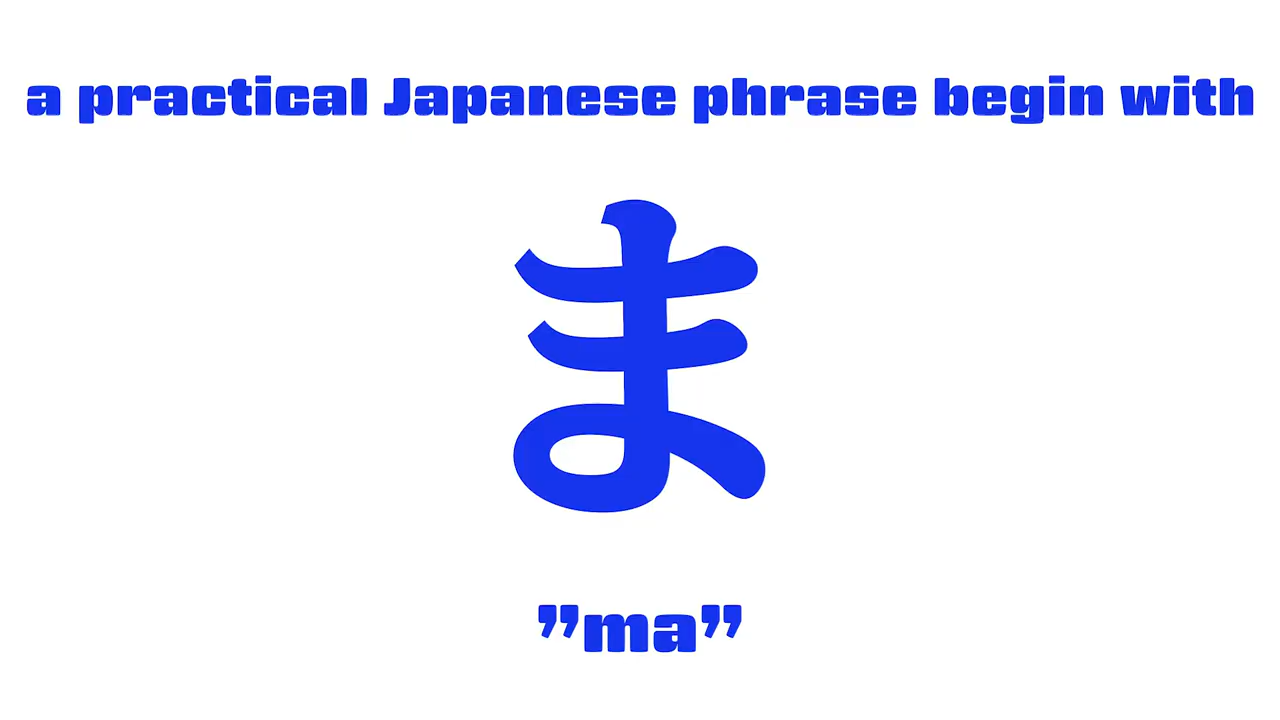 a practical Japanese phrase begin with
ま
”ma”